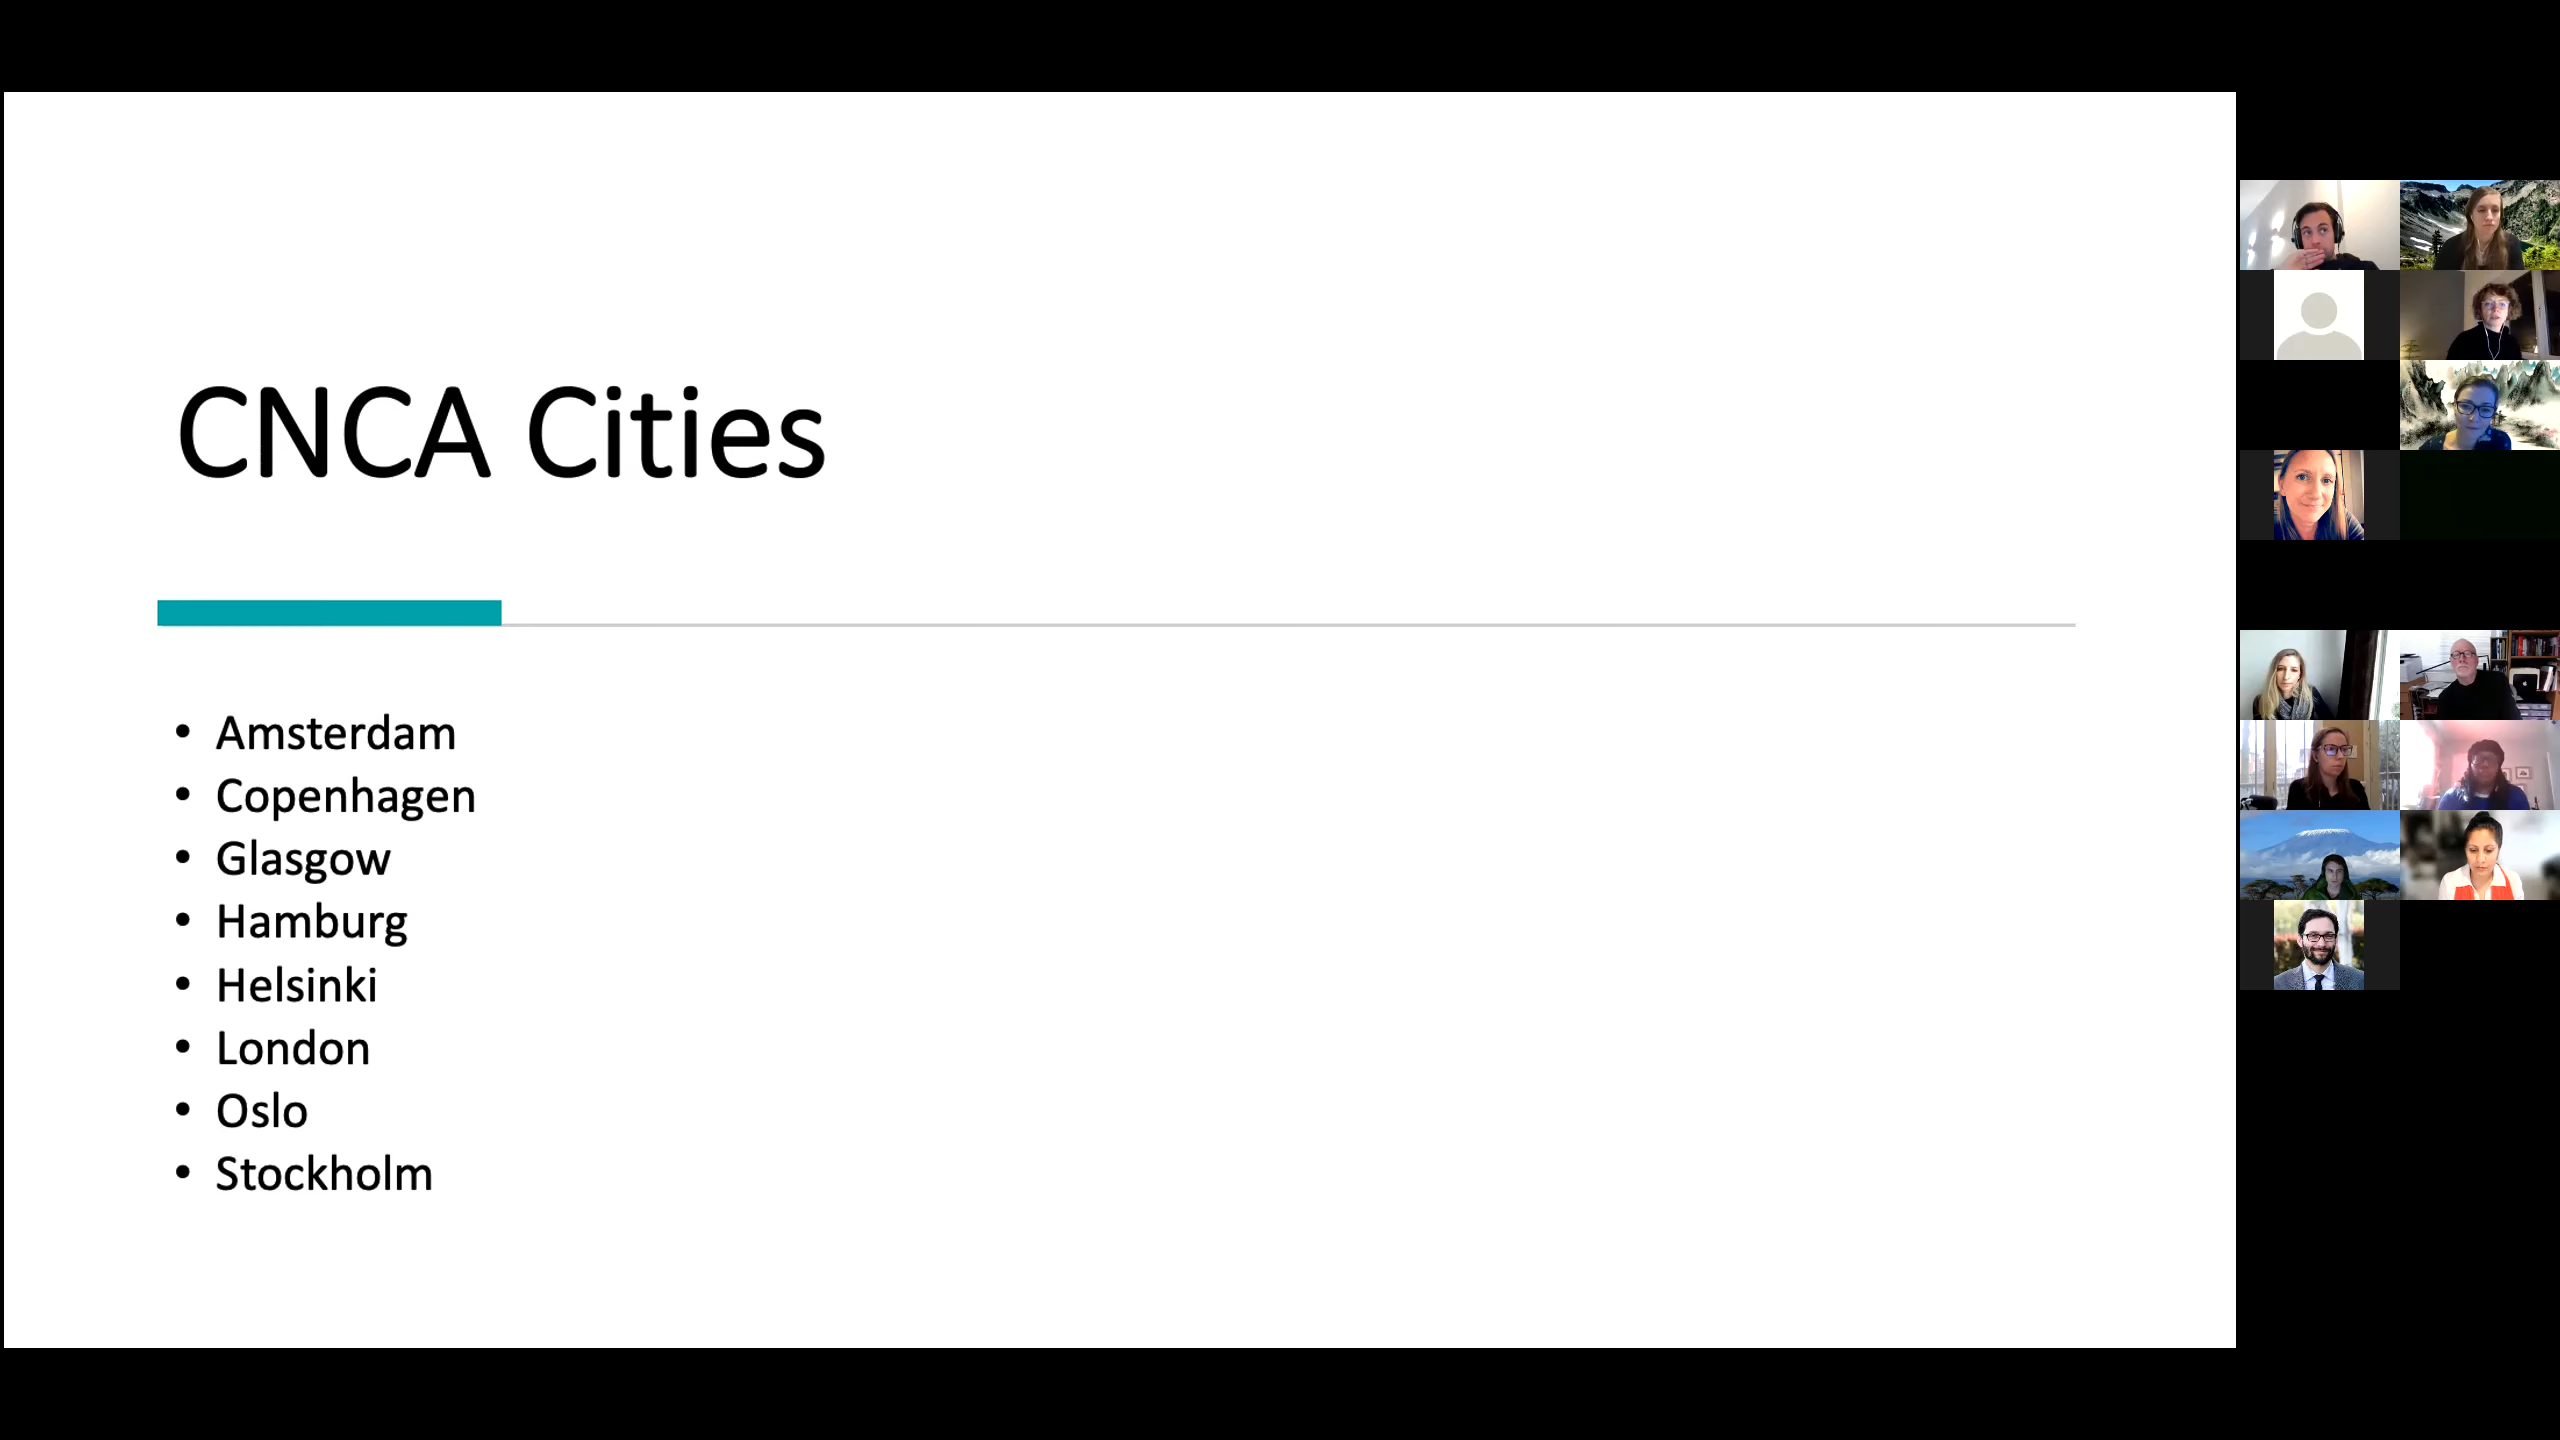 CNCA Cities
• Amsterdam
• Copenhagen
• Glasgow
• Hamburg
• Helsinki
• London
• Oslo
• Stockholm